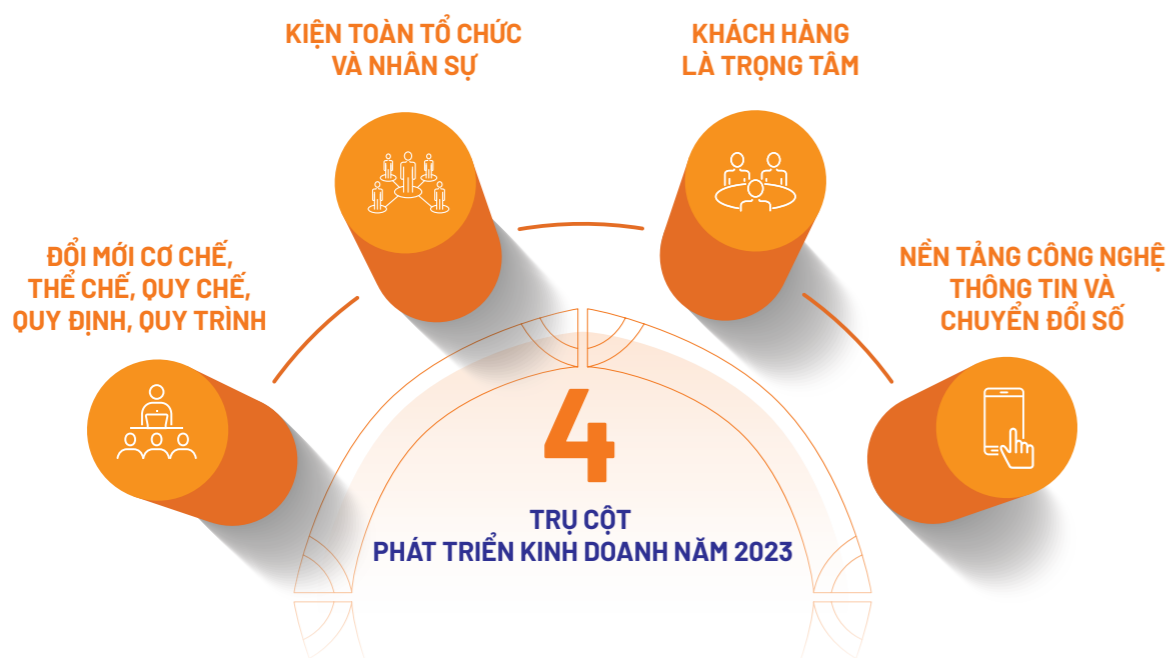 KIỆN TOÀN TỔ CHỨC
VÀ NHÂN SỰ
KHÁCH HÀNG
LÀ TRỌNG TÂM
ĐỔI MỚI CƠ CHẾ,
THỂ CHẾ, QUY CHẾ,
QUY ĐỊNH, QUY TRÌNH
NỀN TẢNG CÔNG NGHỆ
THÔNG TIN VÀ
CHUYỂN ĐỔI SỐ
4
TRỤ CỘT
PHÁT TRIỂN KINH DOANH NĂM 2023